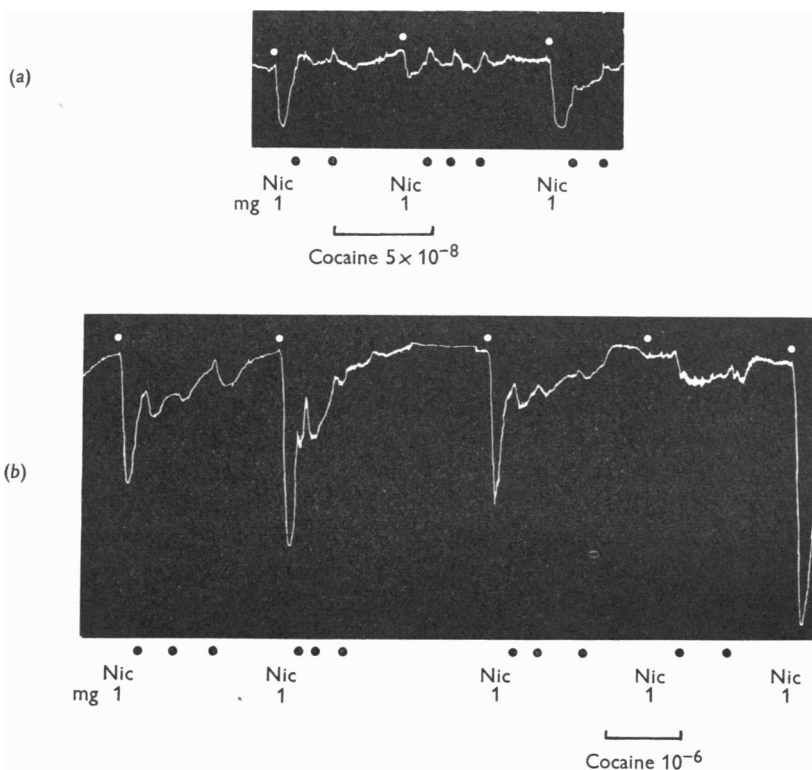 (a)
Nic Nic Nic
mg 1 1 1
Cocaine 5 × 10⁻⁸
(b)
Nic Nic Nic Nic Nic
mg 1 1 1 1 1
Cocaine 10⁻⁶